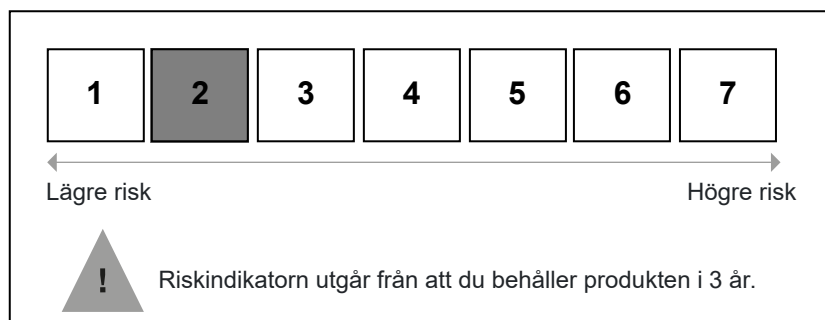 1 2 3 4 5 6 7
Lägre risk Högre risk
! Riskindikatorn utgår från att du behåller produkten i 3 år.